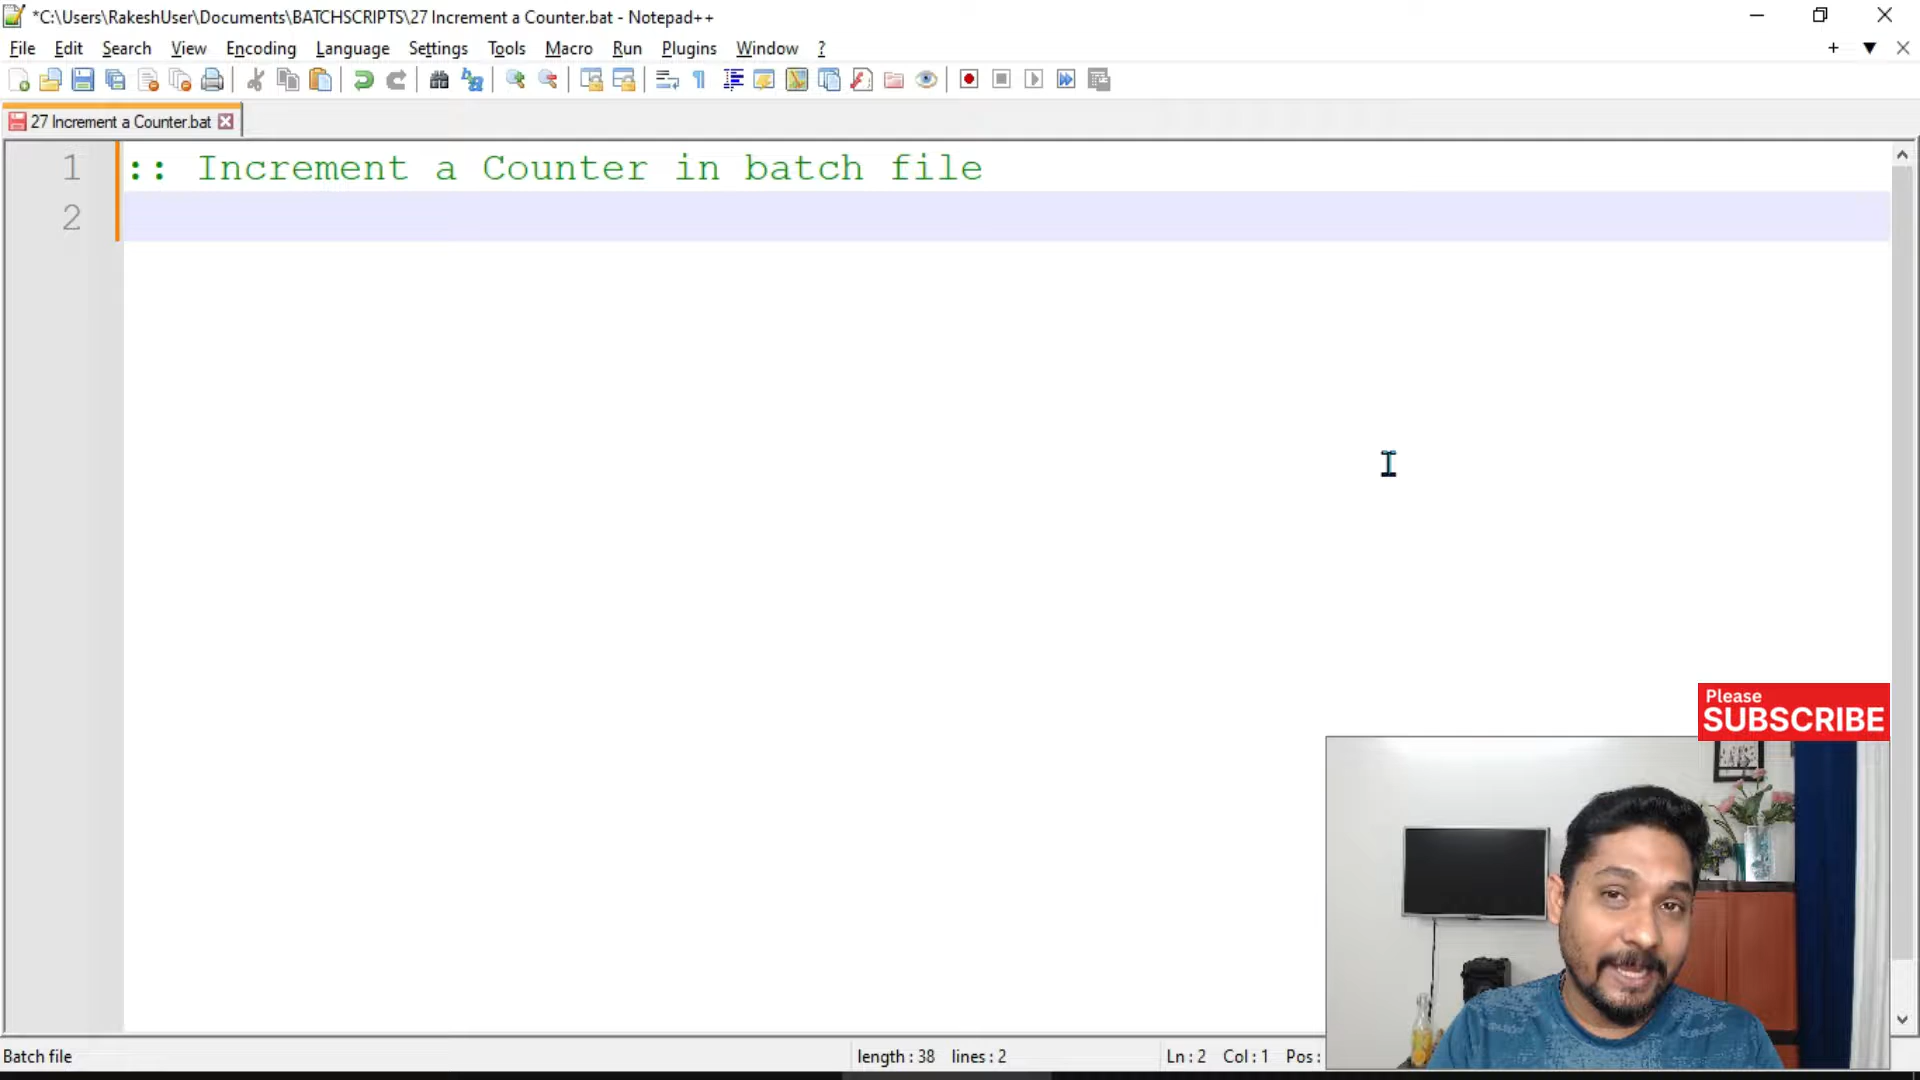 *C:\Users\RakeshUser\Documents\BATCHSCRIPTS\27 Increment a Counter.bat - Notepad++
File Edit Search View Encoding Language Settings Tools Macro Run Plugins Window ?
27 Increment a Counter.bat
1 :: Increment a Counter in batch file
2
Please
SUBSCRIBE
Batch file length : 38 lines : 2 Ln : 2 Col : 1 Pos :